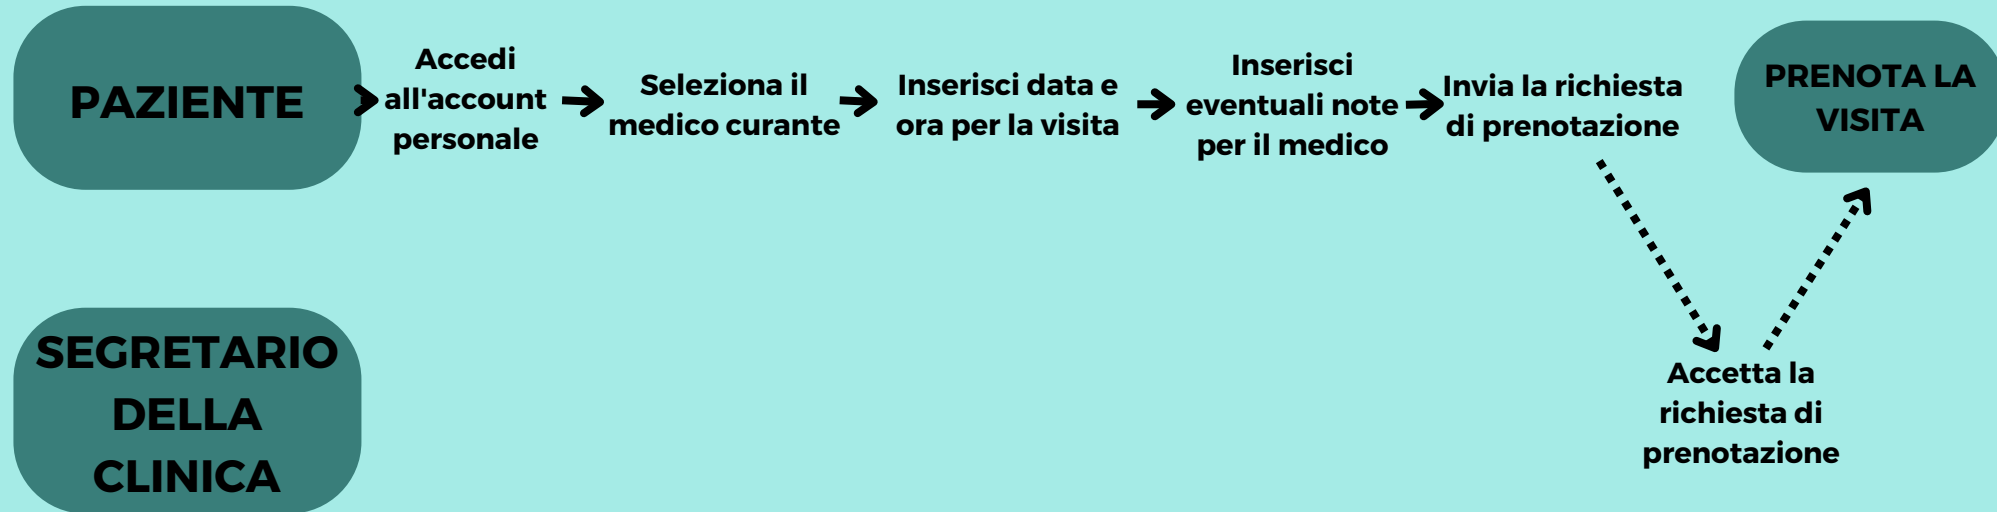 PAZIENTE
Accedi
all'account
personale
Seleziona il
medico curante
Inserisci data e
ora per la visita
Inserisci
eventuali note
per il medico
Invia la richiesta
di prenotazione
PRENOTA LA
VISITA
SEGRETARIO
DELLA
CLINICA
Accetta la
richiesta di
prenotazione